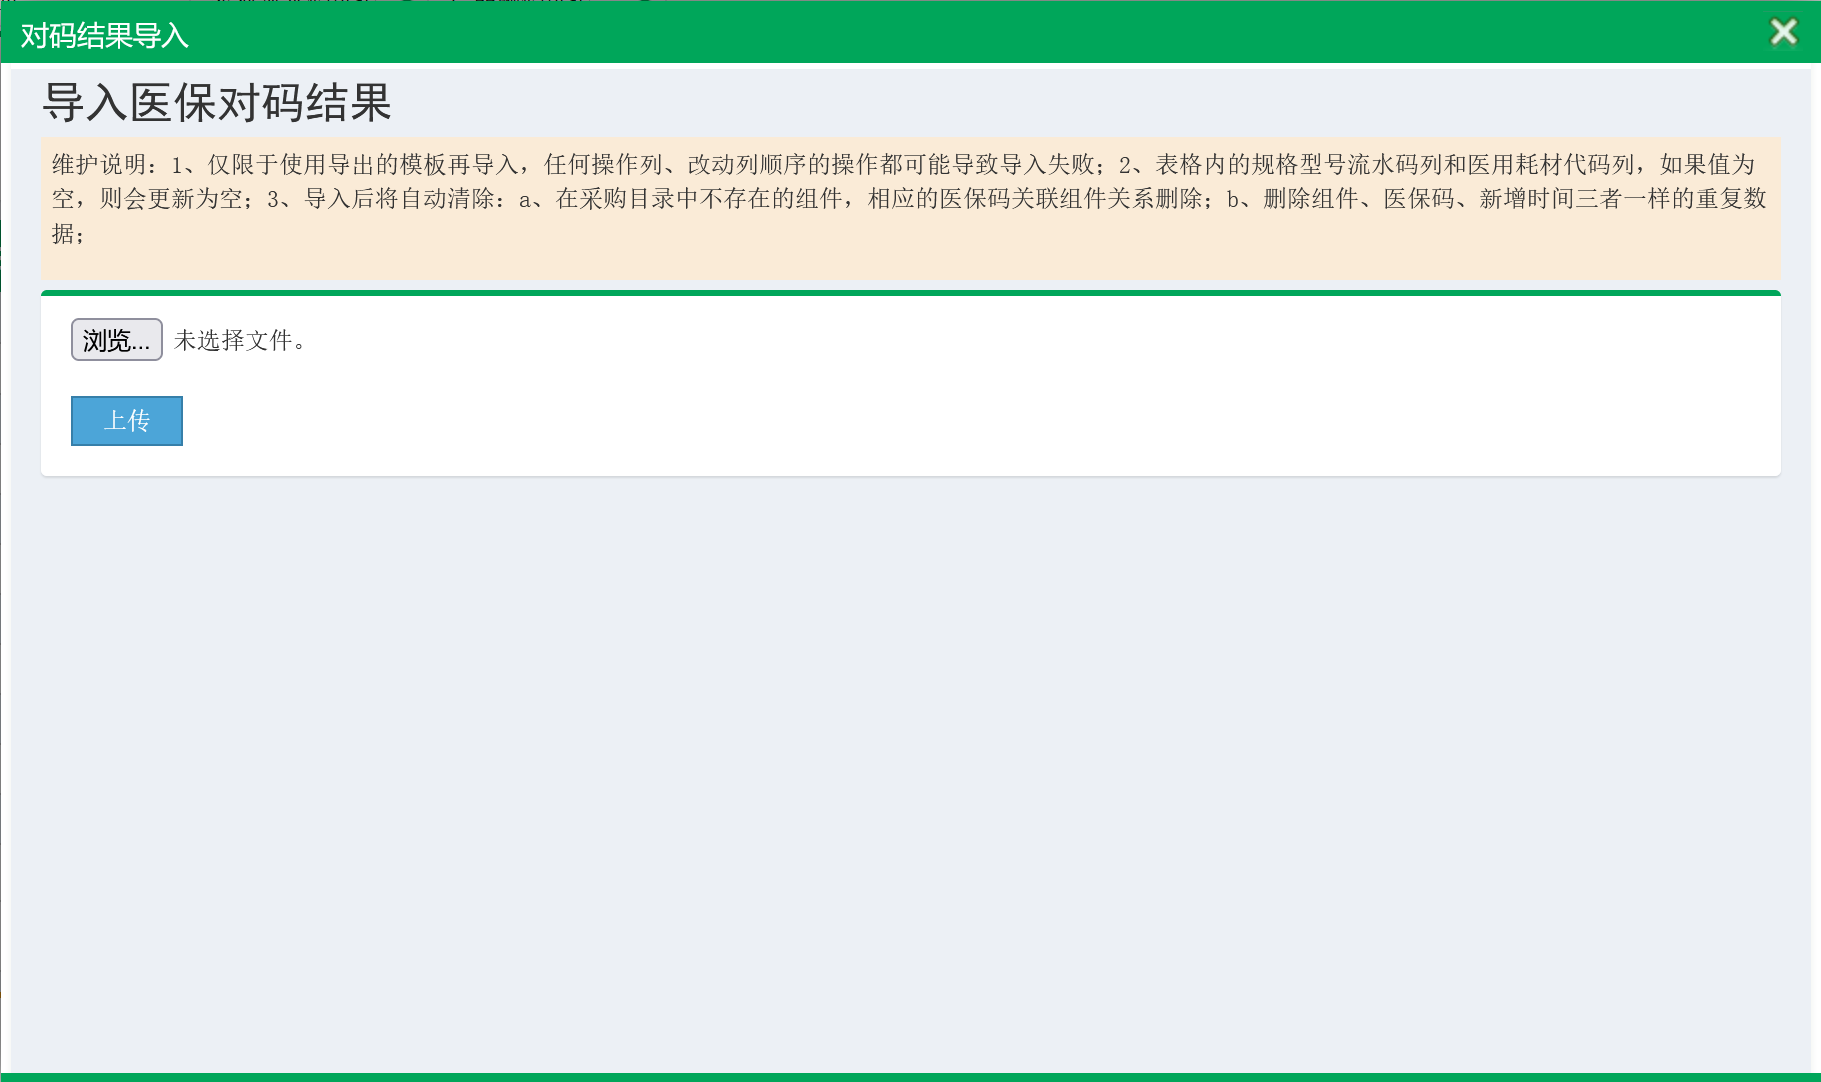 对码结果导入
导入医保对码结果
维护说明：1、仅限于使用导出的模板再导入，任何操作列、改动列顺序的操作都可能导致导入失败；2、表格内的规格型号流水码列和医用耗材代码列，如果值为
空，则会更新为空；3、导入后将自动清除：a、在采购目录中不存在的组件，相应的医保码关联组件关系删除；b、删除组件、医保码、新增时间三者一样的重复数
据；
浏览... 未选择文件。
上传